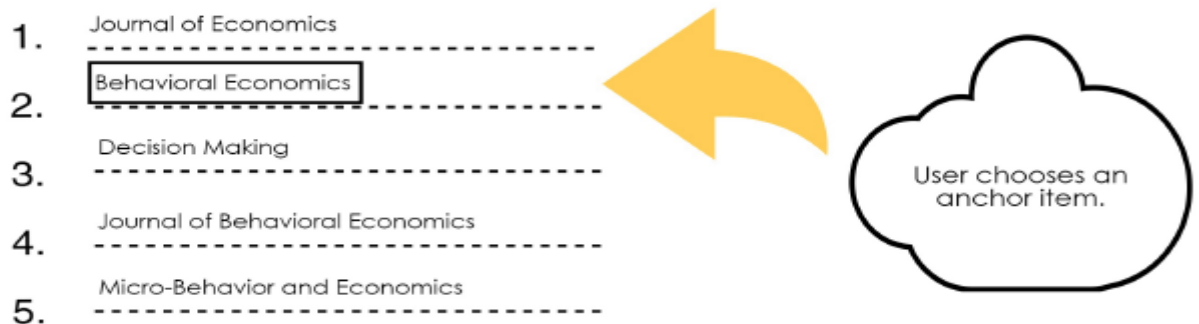 1. Journal of Economics
2. Behavioral Economics
3. Decision Making
4. Journal of Behavioral Economics
5. Micro-Behavior and Economics
User chooses an
anchor item.